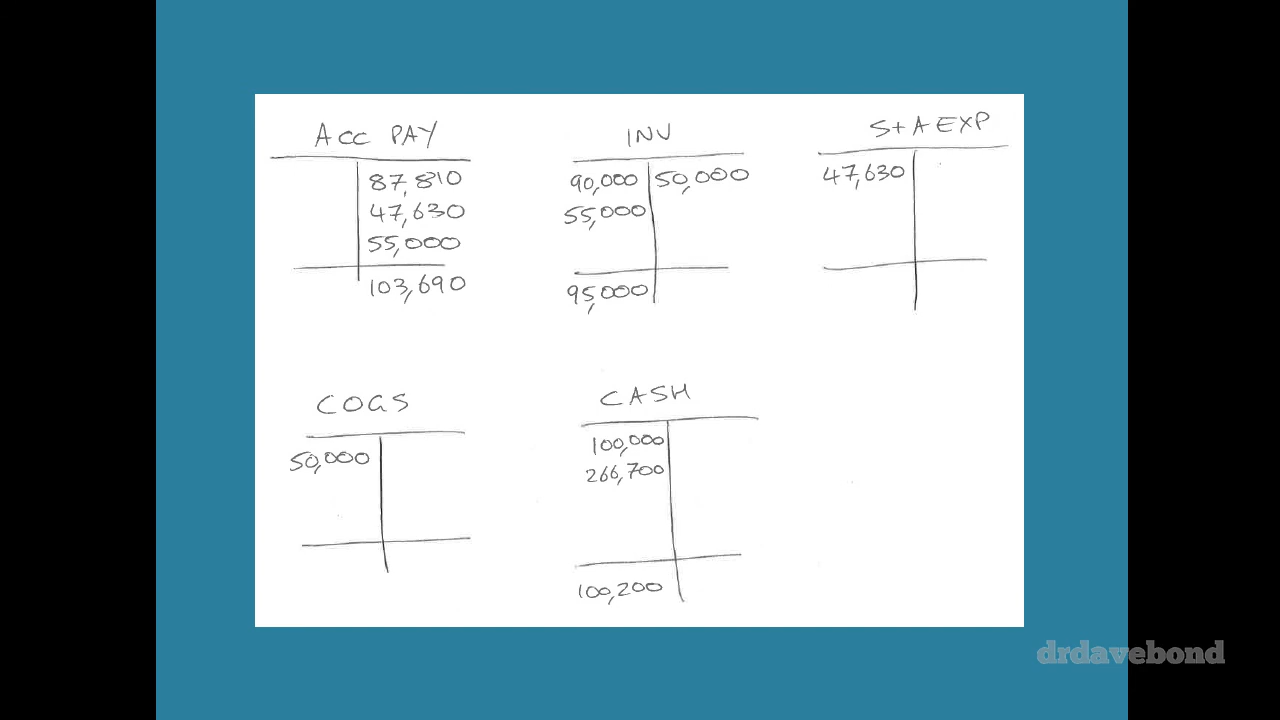 ACC PAY
87,810
47,630
55,000
103,690
INV
90,000 50,000
55,000
95,000
S+A EXP
47,630
COGS
50,000
CASH
100,000
266,700
100,200
drdavebond